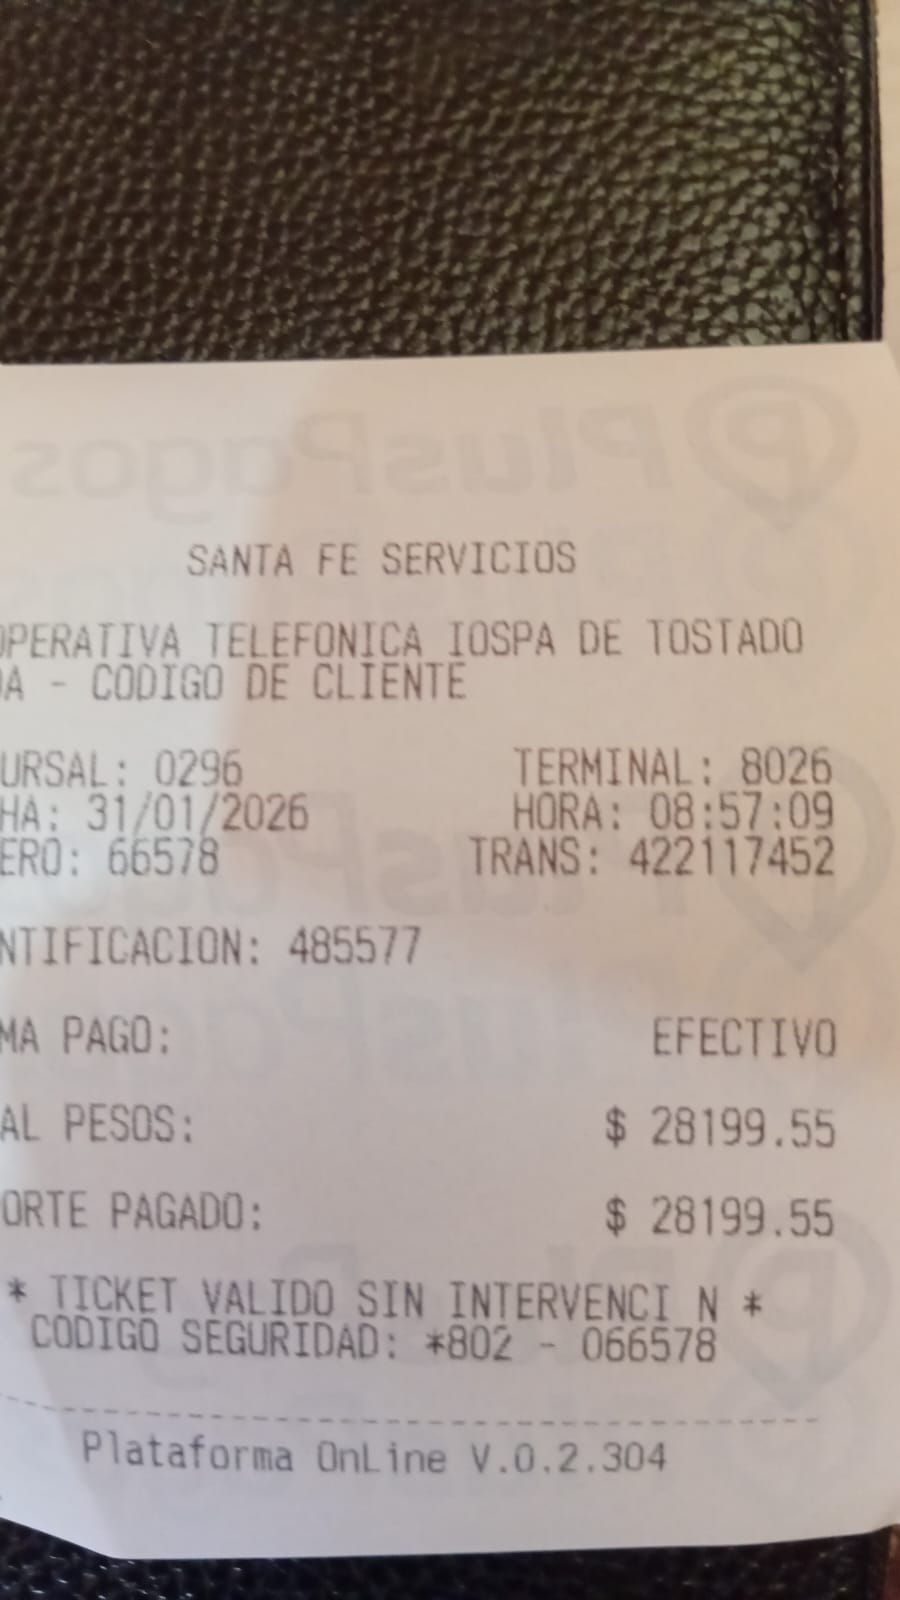 PlusPagos
SANTA FE SERVICIOS
OPERATIVA TELEFONICA IOSPA DE TOSTADO
DA - CODIGO DE CLIENTE
URSAL: 0296 TERMINAL: 8026
HA: 31/01/2026 HORA: 08:57:09
ERO: 66578 TRANS: 422117452
NTIFICACION: 485577
MA PAGO: EFECTIVO
AL PESOS: $ 28199.55
ORTE PAGADO: $ 28199.55
* TICKET VALIDO SIN INTERVENCI N *
CODIGO SEGURIDAD: *802 - 066578
Plataforma OnLine V.0.2.304